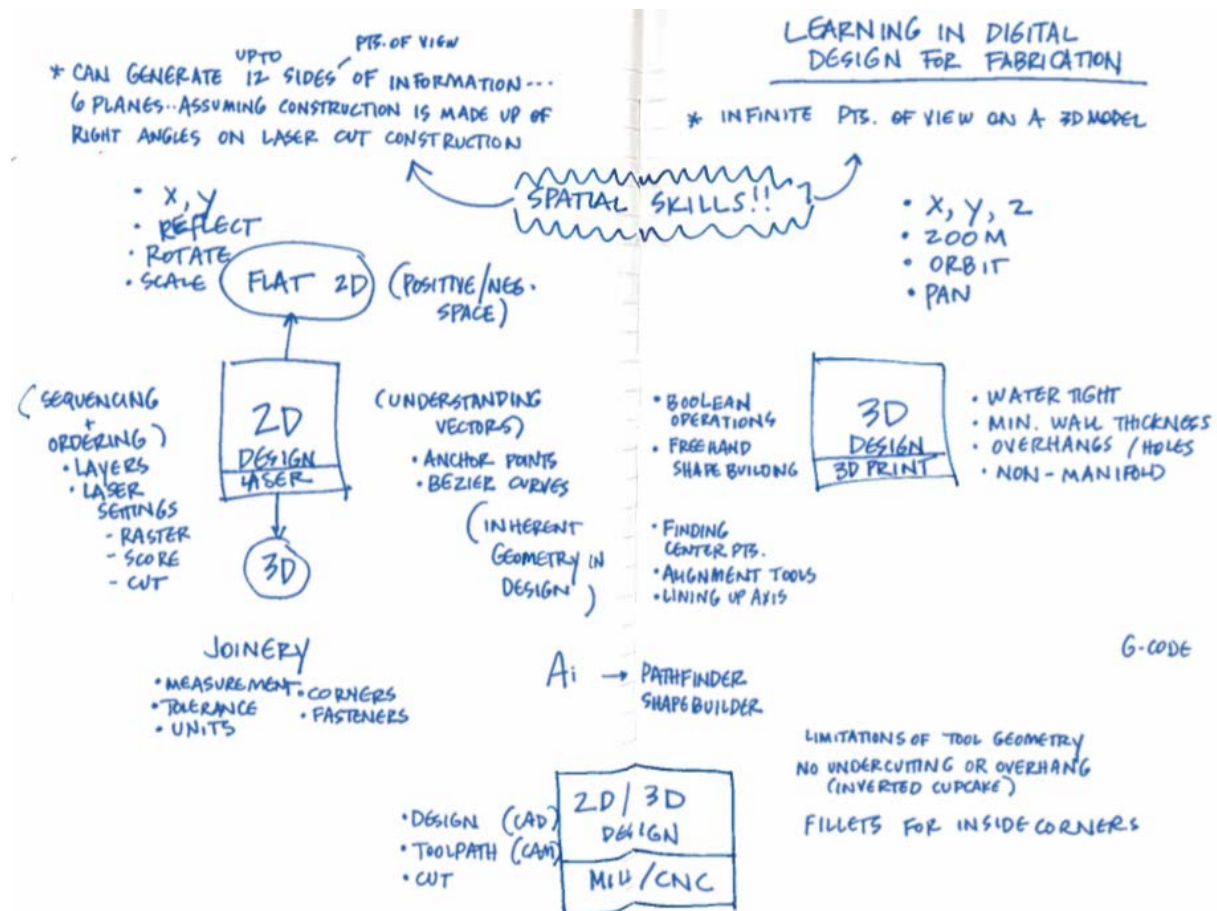 LEARNING IN DIGITAL
DESIGN FOR FABRICATION
UP TO PTS. OF VIEW
* CAN GENERATE 12 SIDES OF INFORMATION...
6 PLANES..ASSUMING CONSTRUCTION IS MADE UP OF
RIGHT ANGLES ON LASER CUT CONSTRUCTION
* INFINITE PTS. OF VIEW ON A 3D MODEL
SPATIAL SKILLS!!
• X, Y
• REFLECT
• ROTATE
• SCALE
FLAT 2D
(POSITIVE/NEG.
SPACE)
• X, Y, Z
• ZOOM
• ORBIT
• PAN
(SEQUENCING
+
ORDERING)
• LAYERS
• LASER
SETTINGS
- RASTER
- SCORE
- CUT
2D
DESIGN
LASER
3D
(UNDERSTANDING
VECTORS)
• ANCHOR POINTS
• BEZIER CURVES
(INHERENT
GEOMETRY IN
DESIGN)
• BOOLEAN
OPERATIONS
• FREEHAND
SHAPE BUILDING
• FINDING
CENTER PTS.
• ALIGNMENT TOOLS
• LINING UP AXIS
3D
DESIGN
3D PRINT
• WATER TIGHT
• MIN. WALL THICKNESS
• OVERHANGS / HOLES
• NON-MANIFOLD
JOINERY
• MEASUREMENT
• TOLERANCE
• UNITS
• CORNERS
• FASTENERS
Ai → PATHFINDER
SHAPEBUILDER
G-CODE
• DESIGN (CAD)
• TOOLPATH (CAM)
• CUT
2D/3D
DESIGN
MILL/CNC
LIMITATIONS OF TOOL GEOMETRY
NO UNDERCUTTING OR OVERHANG
(INVERTED CUPCAKE)
FILLETS FOR INSIDE CORNERS